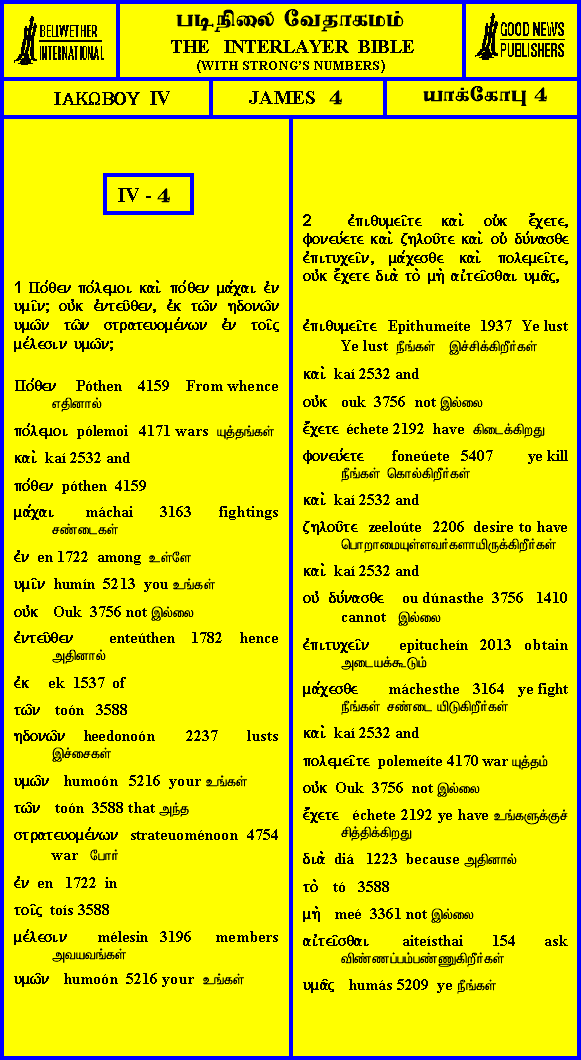 BELLWETHER
INTERNATIONAL
படிநிலை வேதாகமம்
THE INTERLAYER BIBLE
(WITH STRONG'S NUMBERS)
GOOD NEWS
PUBLISHERS
ΙΑΚΩΒΟΥ IV
JAMES 4
யாக்கோபு 4
IV - 4
1 Πόθεν πόλεμοι καὶ πόθεν μάχαι ἐν
υμῖν; οὐκ ἐντεῦθεν, ἐκ τῶν ηδονῶν
υμῶν τῶν στρατευομένων ἐν τοῖς
μέλεσιν υμῶν;
Πόθεν Póthen 4159 From whence
எதினால்
πόλεμοι pólemoi 4171 wars யுத்தங்கள்
καὶ kaí 2532 and
πόθεν póthen 4159
μάχαι máchai 3163 fightings
சண்டைகள்
ἐν en 1722 among உள்ளே
υμῖν humín 5213 you உங்கள்
οὐκ Ouk 3756 not இல்லை
ἐντεῦθεν enteúthen 1782 hence
அதினால்
ἐκ ek 1537 of
τῶν toón 3588
ηδονῶν heedonoón 2237 lusts
இச்சைகள்
υμῶν humoón 5216 your உங்கள்
τῶν toón 3588 that அந்த
στρατευομένων strateuoménoon 4754
war போர்
ἐν en 1722 in
τοῖς toís 3588
μέλεσιν mélesin 3196 members
அவயவங்கள்
υμῶν humoón 5216 your உங்கள்
2 ἐπιθυμεῖτε καὶ οὐκ ἔχετε,
φονεύετε καὶ ζηλοῦτε καὶ οὐ δύνασθε
ἐπιτυχεῖν, μάχεσθε καὶ πολεμεῖτε,
οὐκ ἔχετε διὰ τὸ μὴ αἰτεῖσθαι υμᾶς,
ἐπιθυμεῖτε Epithumeíte 1937 Ye lust
Ye lust நீங்கள் இச்சிக்கிறீர்கள்
καὶ kaí 2532 and
οὐκ ouk 3756 not இல்லை
ἔχετε échete 2192 have கிடைக்கிறது
φονεύετε foneúete 5407 ye kill
நீங்கள் கொல்கிறீர்கள்
καὶ kaí 2532 and
ζηλοῦτε zeeloúte 2206 desire to have
பொறாமையுள்ளவர்களாயிருக்கிறீர்கள்
καὶ kaí 2532 and
οὐ δύνασθε ou dúnasthe 3756 1410
cannot இல்லை
ἐπιτυχεῖν epitucheín 2013 obtain
அடையக்கூடும்
μάχεσθε máchesthe 3164 ye fight
நீங்கள் சண்டை யிடுகிறீர்கள்
καὶ kaí 2532 and
πολεμεῖτε polemeíte 4170 war யுத்தம்
οὐκ Ouk 3756 not இல்லை
ἔχετε échete 2192 ye have உங்களுக்குச்
சித்திக்கிறது
διὰ diá 1223 because அதினால்
τὸ tó 3588
μὴ meé 3361 not இல்லை
αἰτεῖσθαι aiteísthai 154 ask
விண்ணப்பம்பண்ணுகிறீர்கள்
υμᾶς humás 5209 ye நீங்கள்